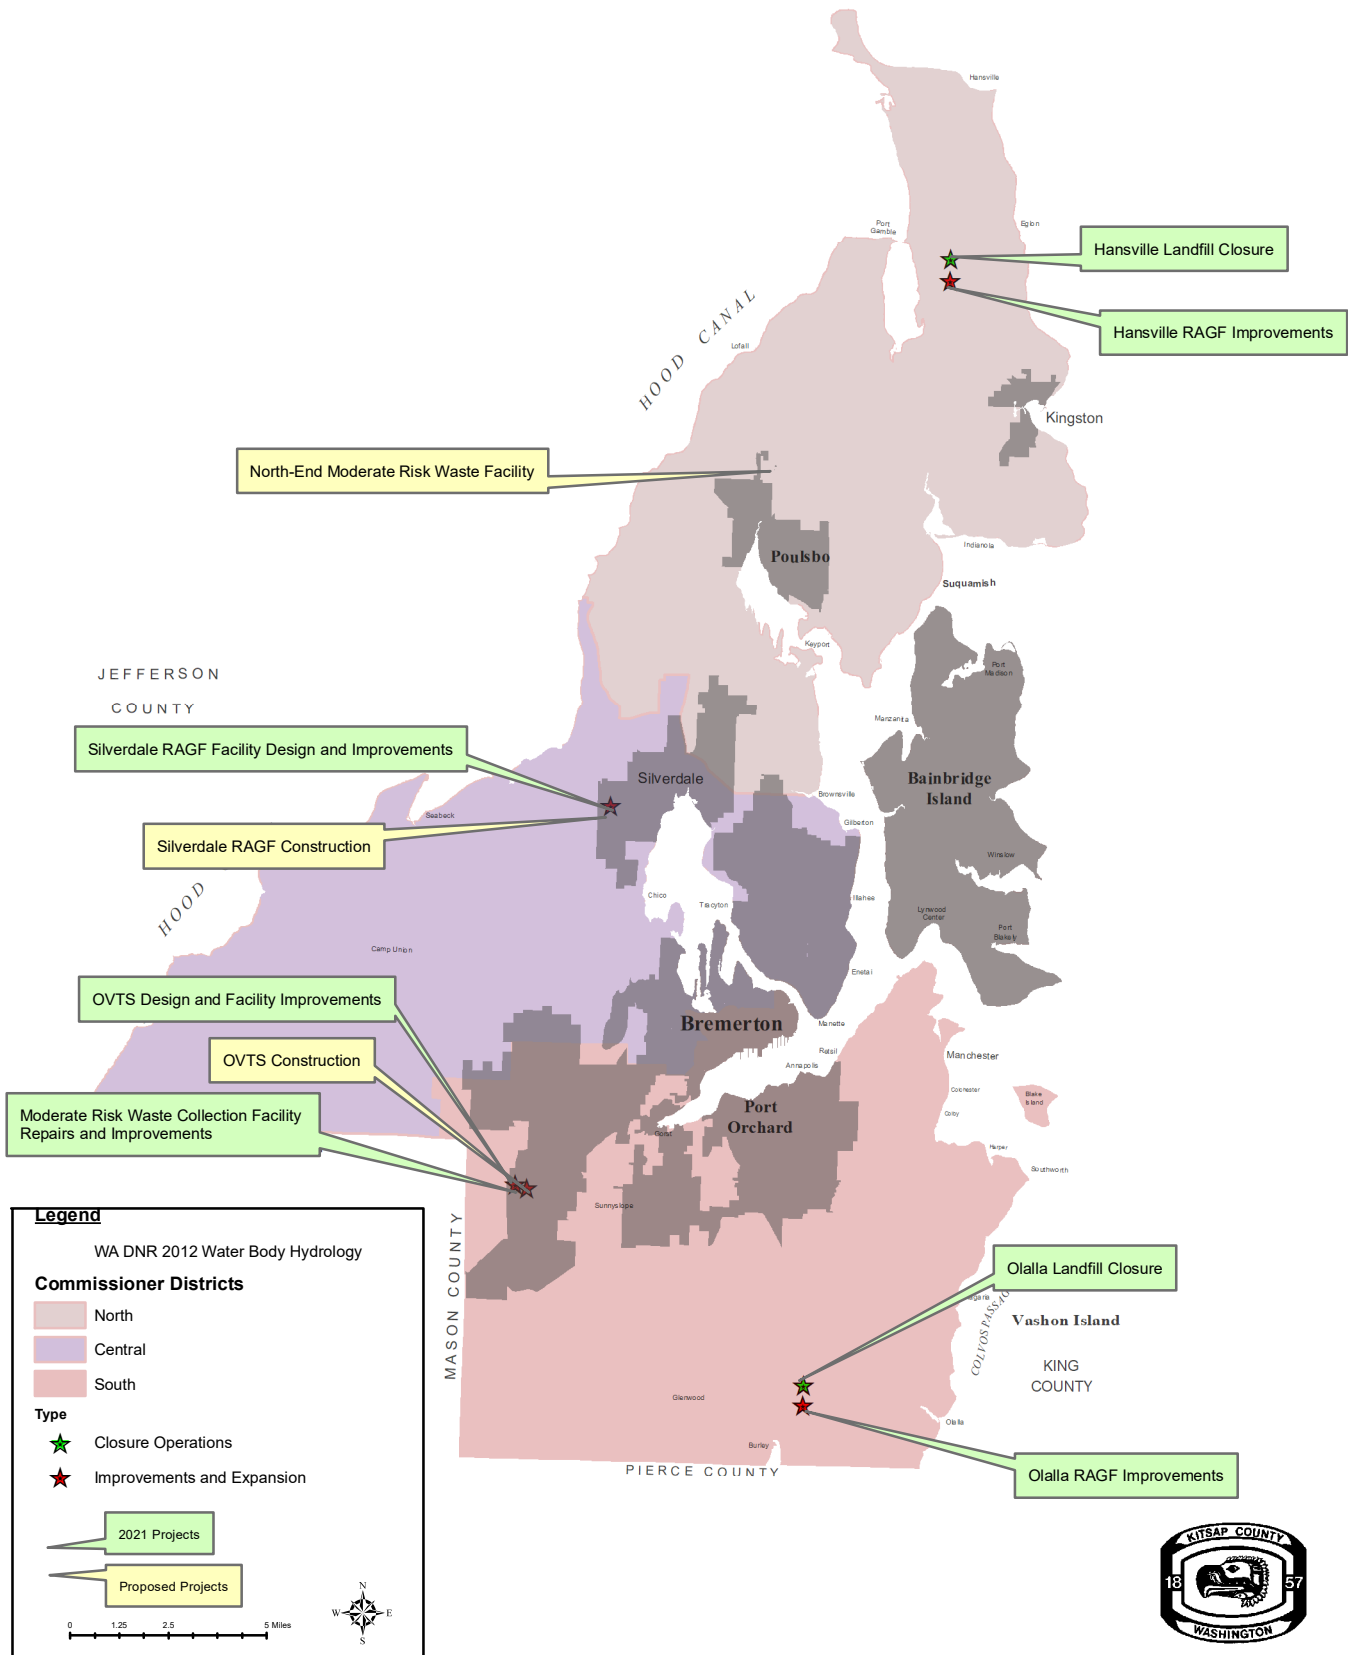 Hansville
Port
Gamble
Eglon
Hansville Landfill Closure
Hansville RAGF Improvements
HOOD CANAL
Lofall
Kingston
North-End Moderate Risk Waste Facility
Poulsbo
Indianola
Suquamish
Keyport
Port
Madison
JEFFERSON
COUNTY
Manzanita
Silverdale RAGF Facility Design and Improvements
Silverdale
Bainbridge
Island
Brownsville
Seabeck
Gilberton
Silverdale RAGF Construction
Winslow
HOOD
Chico
Tracyton
Illahee
Lynwood
Center
Port
Blakely
Camp Union
Enetai
OVTS Design and Facility Improvements
Bremerton
Manette
OVTS Construction
Retsil
Annapolis
Manchester
Colchester
Blake
Island
Moderate Risk Waste Collection Facility
Repairs and Improvements
Port
Orchard
Colby
Gorst
Harper
Southworth
Sunnyslope
MASON COUNTY
Olalla Landfill Closure
COLVOS PASSAG
Vashon Island
KING
COUNTY
Glenwood
Olalla
Burley
PIERCE COUNTY
Olalla RAGF Improvements
Legend
WA DNR 2012 Water Body Hydrology
Commissioner Districts
North
Central
South
Type
Closure Operations
Improvements and Expansion
2021 Projects
Proposed Projects
0 1.25 2.5 5 Miles
N
W E
S
KITSAP COUNTY
18 57
WASHINGTON